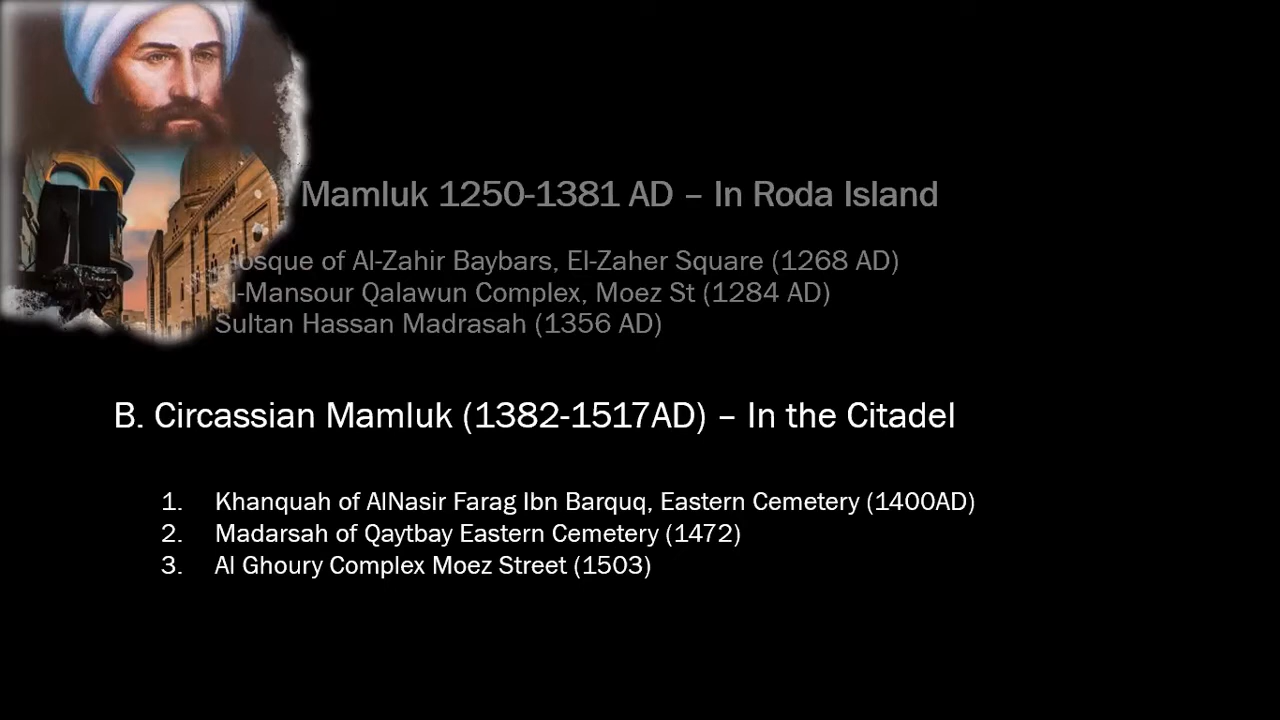 Mamluk 1250-1381 AD – In Roda Island
of Al-Zahir Baybars, El-Zaher Square (1268 AD)
Al-Mansour Qalawun Complex, Moez St (1284 AD)
Sultan Hassan Madrasah (1356 AD)
B. Circassian Mamluk (1382-1517AD) – In the Citadel
1. Khanquah of AlNasir Farag Ibn Barquq, Eastern Cemetery (1400AD)
2. Madarsah of Qaytbay Eastern Cemetery (1472)
3. Al Ghoury Complex Moez Street (1503)